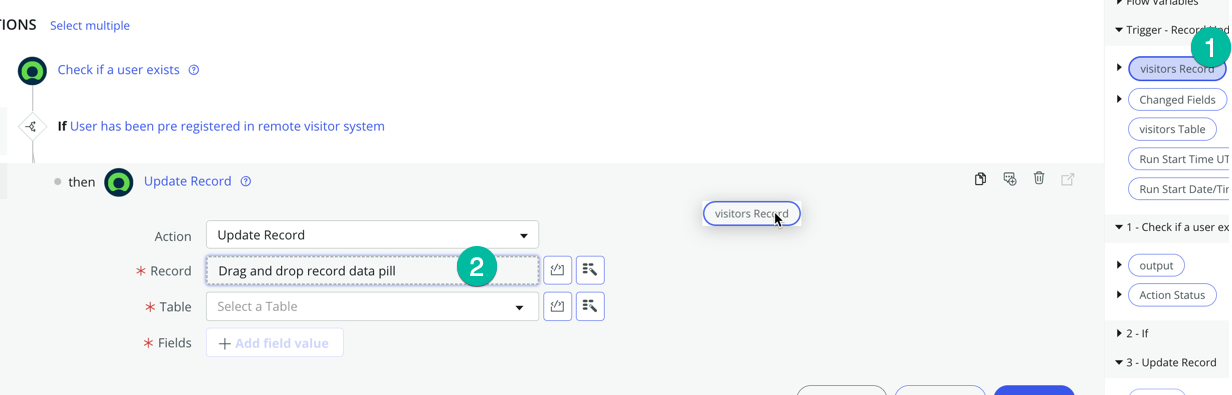 Flow Variables
IONS Select multiple
Trigger - Record
1
Check if a user exists
visitors Record
Changed Fields
If User has been pre registered in remote visitor system
visitors Table
Run Start Time UT
then Update Record
Run Start Date/Tir
visitors Record
1 - Check if a user ex
Action Update Record
* Record Drag and drop record data pill 2
output
* Table Select a Table
Action Status
2 - If
* Fields + Add field value
3 - Update Record